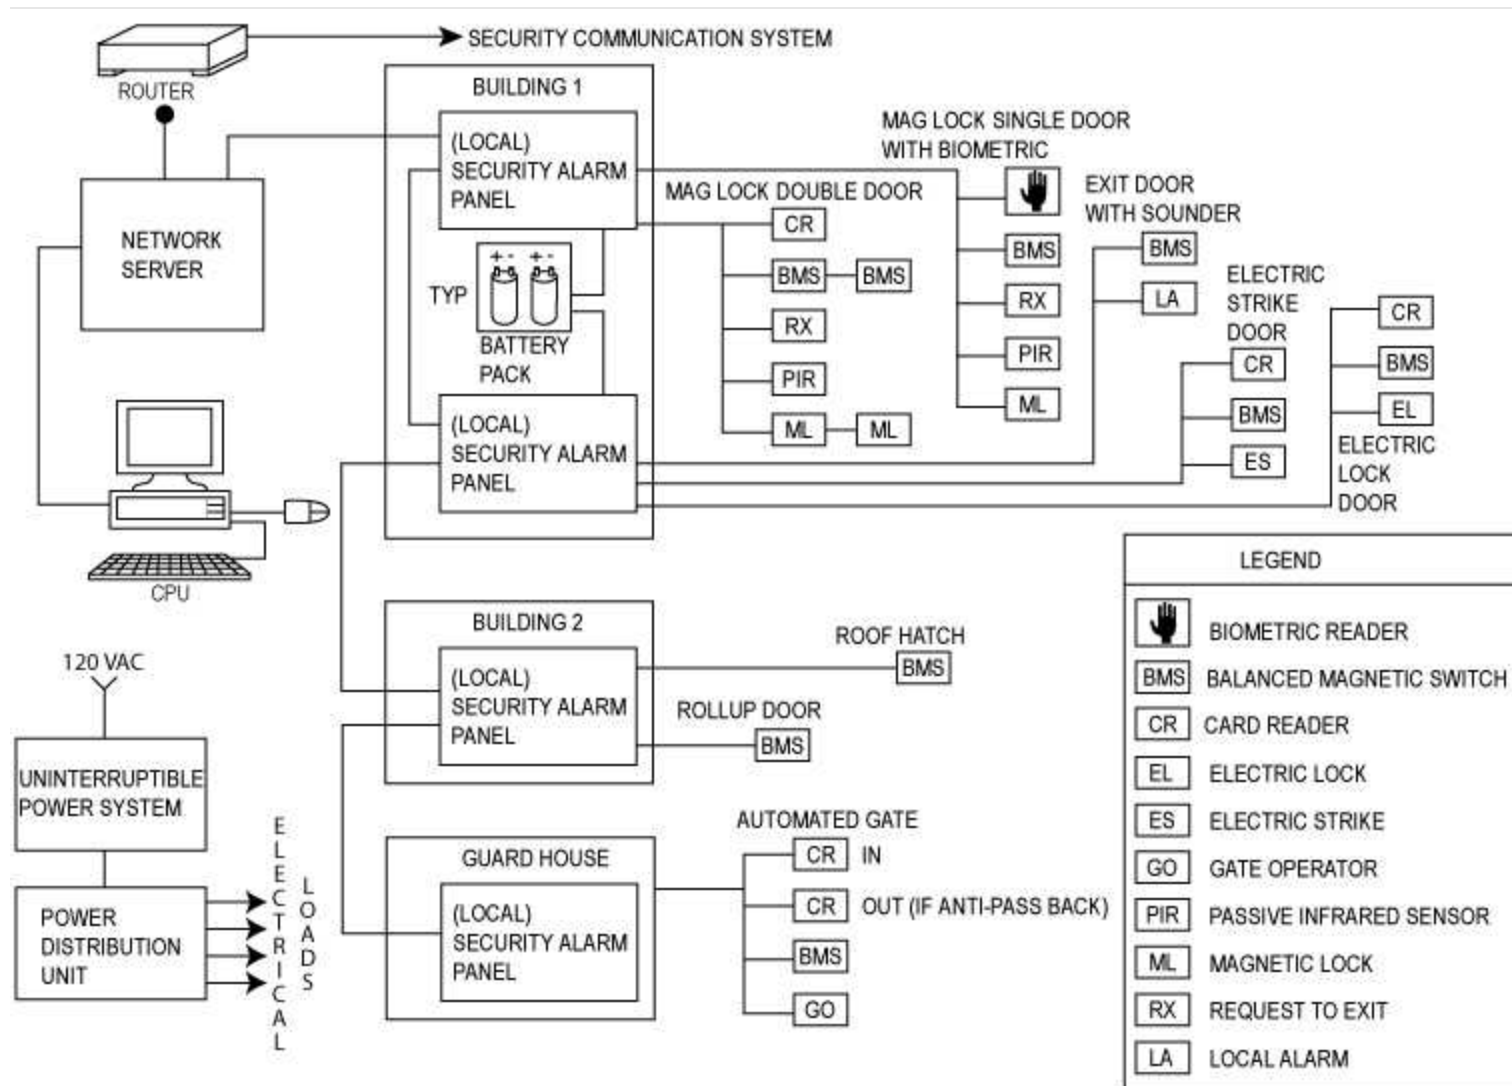 SECURITY COMMUNICATION SYSTEM
ROUTER
NETWORK
SERVER
CPU
BUILDING 1
(LOCAL)
SECURITY ALARM
PANEL
TYP
+ - + -
BATTERY
PACK
(LOCAL)
SECURITY ALARM
PANEL
MAG LOCK DOUBLE DOOR
CR
BMS BMS
RX
PIR
ML ML
MAG LOCK SINGLE DOOR
WITH BIOMETRIC
BMS
RX
PIR
ML
EXIT DOOR
WITH SOUNDER
BMS
LA
ELECTRIC
STRIKE
DOOR
CR
BMS
ES
CR
BMS
EL
ELECTRIC
LOCK
DOOR
BUILDING 2
(LOCAL)
SECURITY ALARM
PANEL
ROOF HATCH
BMS
ROLLUP DOOR
BMS
GUARD HOUSE
(LOCAL)
SECURITY ALARM
PANEL
AUTOMATED GATE
CR IN
CR OUT (IF ANTI-PASS BACK)
BMS
GO
120 VAC
UNINTERRUPTIBLE
POWER SYSTEM
POWER
DISTRIBUTION
UNIT
ELECTRICAL
LOADS
LEGEND
BIOMETRIC READER
BMS BALANCED MAGNETIC SWITCH
CR CARD READER
EL ELECTRIC LOCK
ES ELECTRIC STRIKE
GO GATE OPERATOR
PIR PASSIVE INFRARED SENSOR
ML MAGNETIC LOCK
RX REQUEST TO EXIT
LA LOCAL ALARM